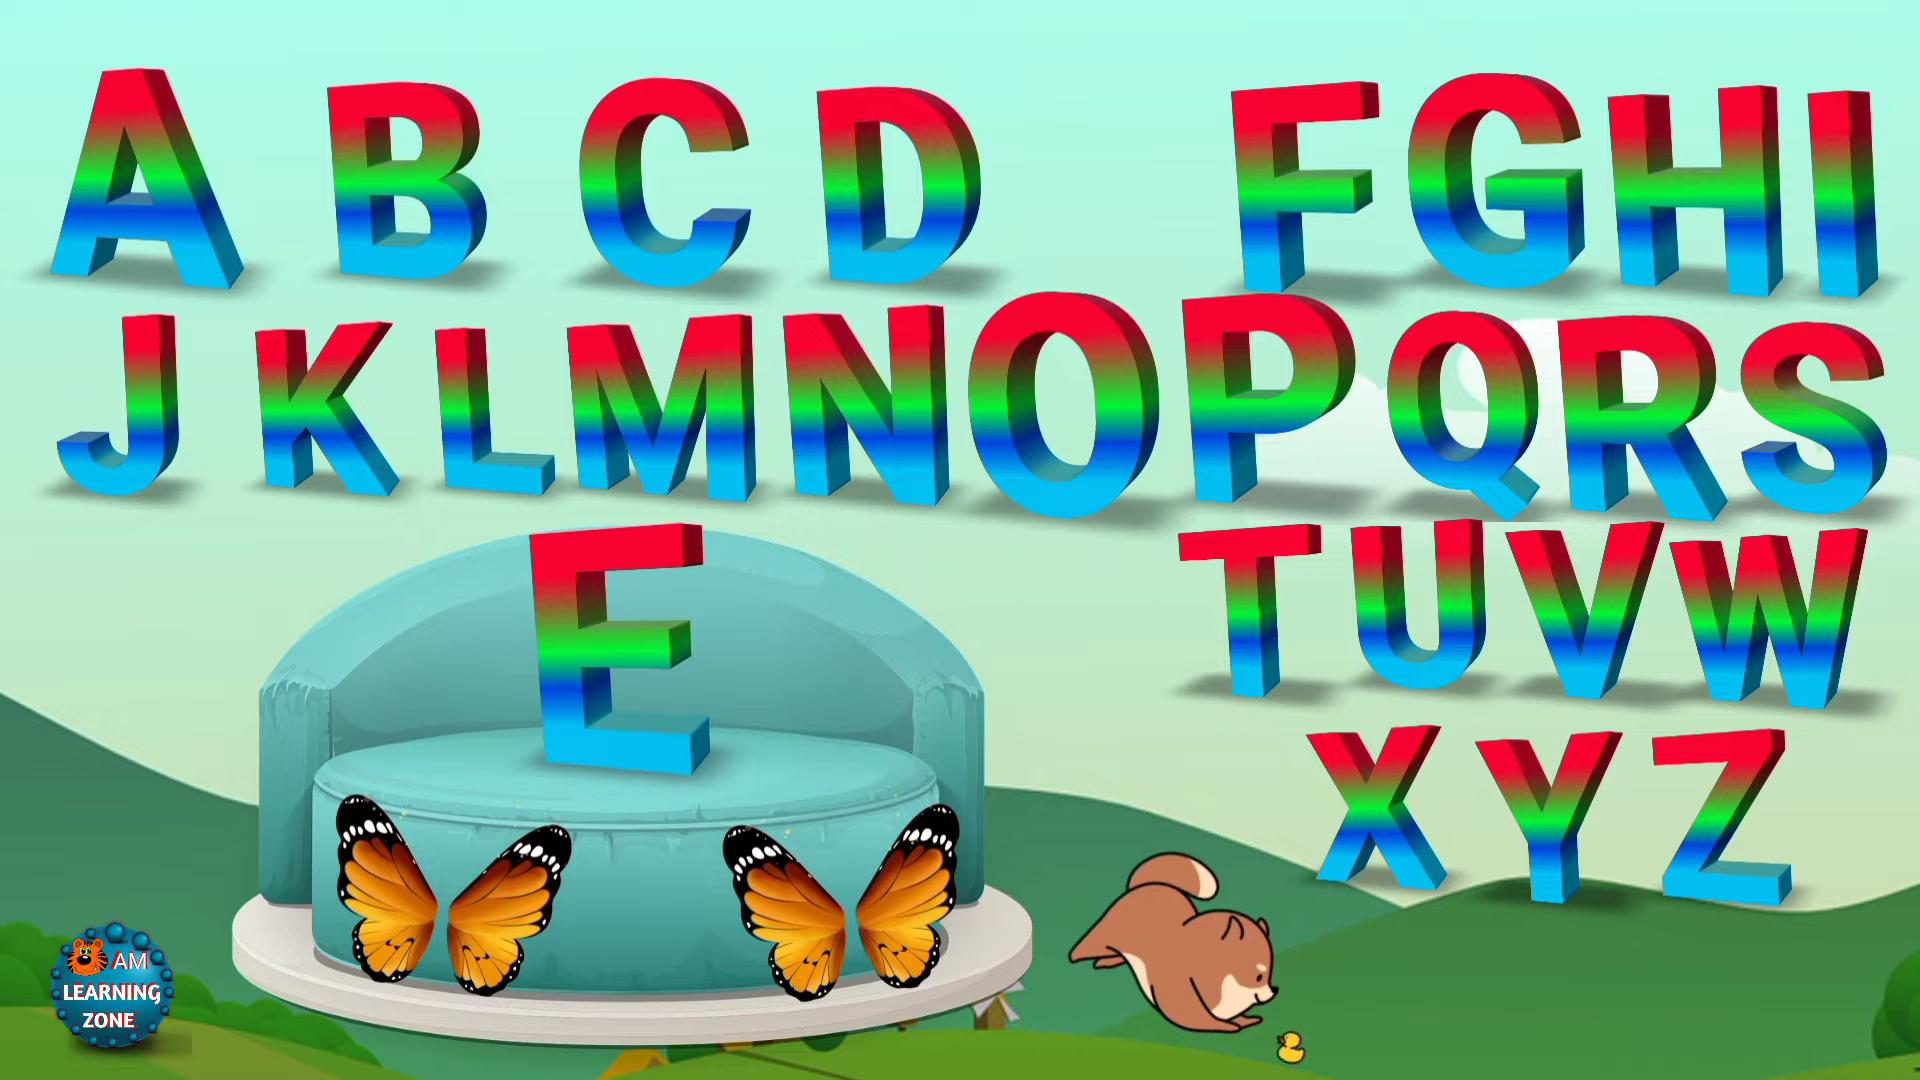 A B C D F G H I
J K L M N O P Q R S
E
T U V W
X Y Z
AM
LEARNING
ZONE